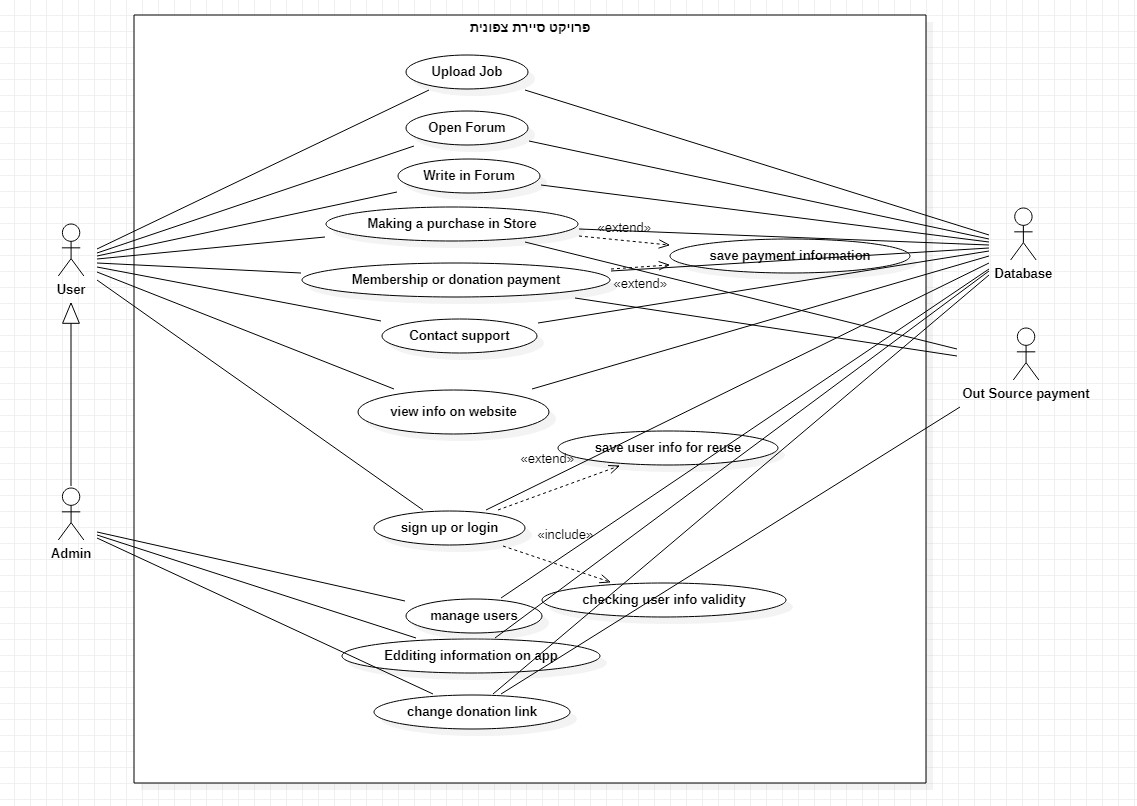 פרויקט סיירת צפונית
Upload Job
Open Forum
Write in Forum
Making a purchase in Store
«extend»
save payment information
Membership or donation payment
«extend»
User
Database
Contact support
Out Source payment
view info on website
save user info for reuse
«extend»
sign up or login
«include»
Admin
checking user info validity
manage users
Edditing information on app
change donation link